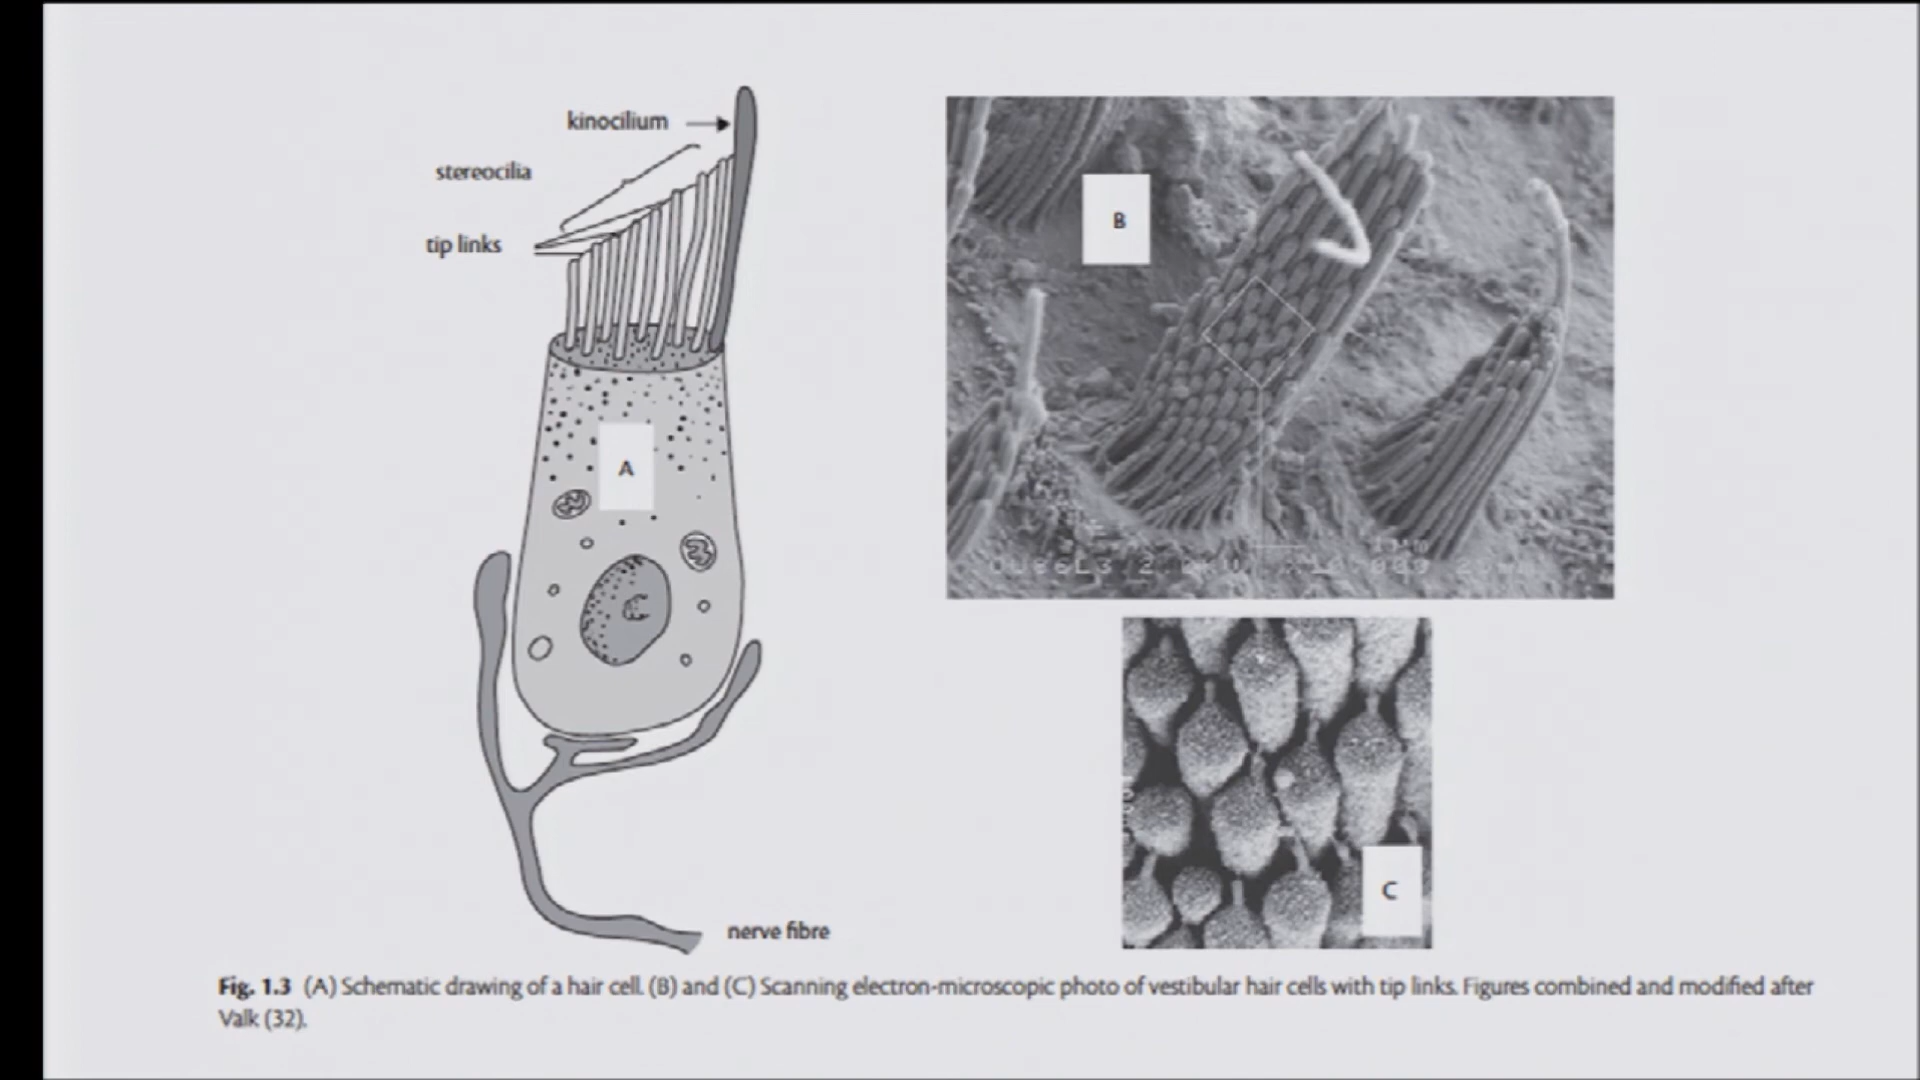 kinocilium
stereocilia
tip links
A
nerve fibre
B
C
Fig. 1.3 (A) Schematic drawing of a hair cell. (B) and (C) Scanning electron-microscopic photo of vestibular hair cells with tip links. Figures combined and modified after
Valk (32).